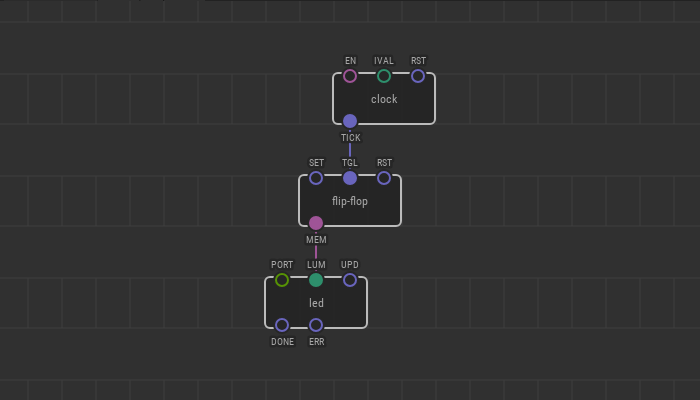 EN IVAL RST
clock
TICK
SET TGL RST
flip-flop
MEM
PORT LUM UPD
led
DONE ERR